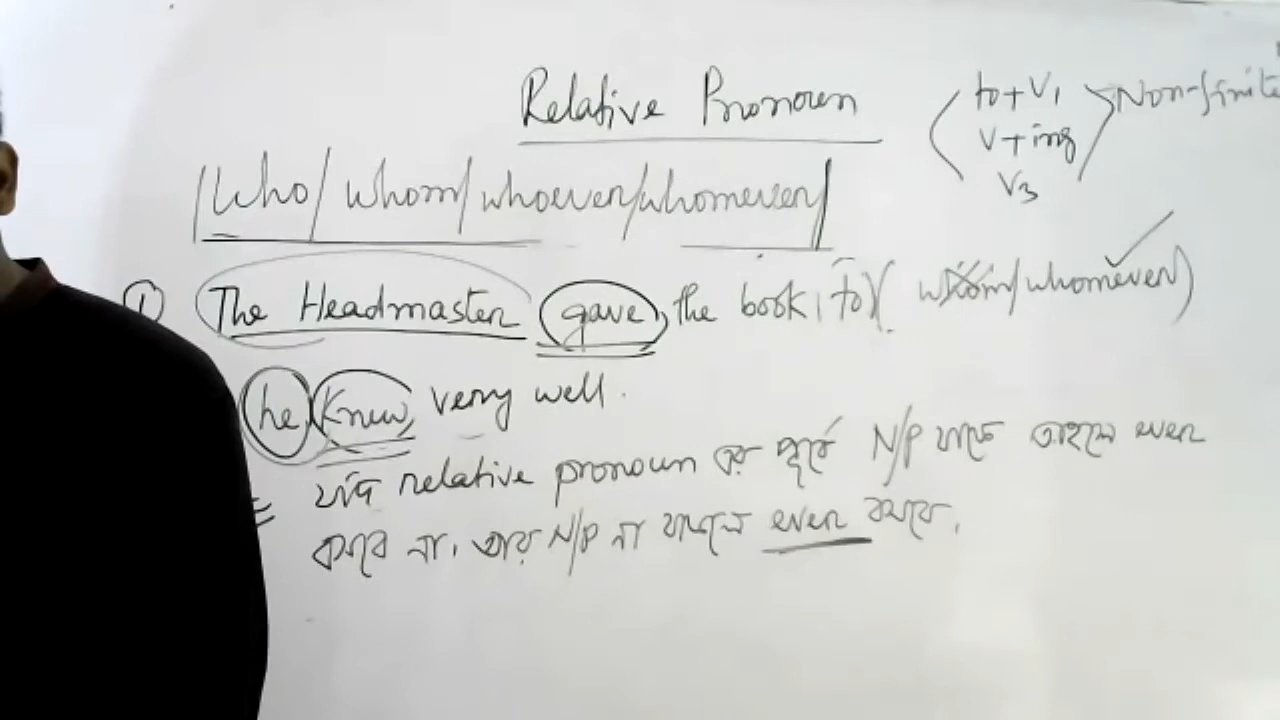 Relative Pronoun
to+V1
V+ing
V3
Non-finite
/who/whom/whoever/whomever/
① The Headmaster gave the book to (whom/whomever)
he knew very well.
= যদি relative pronoun এর পূর্বে N/P থাকে তাহলে ever
বসবে না। আর N/P না থাকলে ever বসবে।